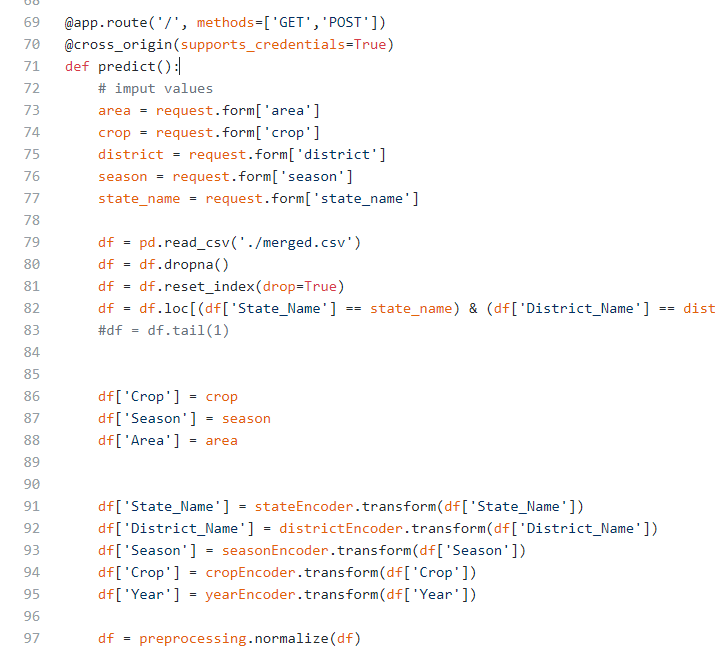 68
69 @app.route('/', methods=['GET','POST'])
70 @cross_origin(supports_credentials=True)
71 def predict():
72 # imput values
73 area = request.form['area']
74 crop = request.form['crop']
75 district = request.form['district']
76 season = request.form['season']
77 state_name = request.form['state_name']
78
79 df = pd.read_csv('./merged.csv')
80 df = df.dropna()
81 df = df.reset_index(drop=True)
82 df = df.loc[(df['State_Name'] == state_name) & (df['District_Name'] == dist
83 #df = df.tail(1)
84
85
86 df['Crop'] = crop
87 df['Season'] = season
88 df['Area'] = area
89
90
91 df['State_Name'] = stateEncoder.transform(df['State_Name'])
92 df['District_Name'] = districtEncoder.transform(df['District_Name'])
93 df['Season'] = seasonEncoder.transform(df['Season'])
94 df['Crop'] = cropEncoder.transform(df['Crop'])
95 df['Year'] = yearEncoder.transform(df['Year'])
96
97 df = preprocessing.normalize(df)